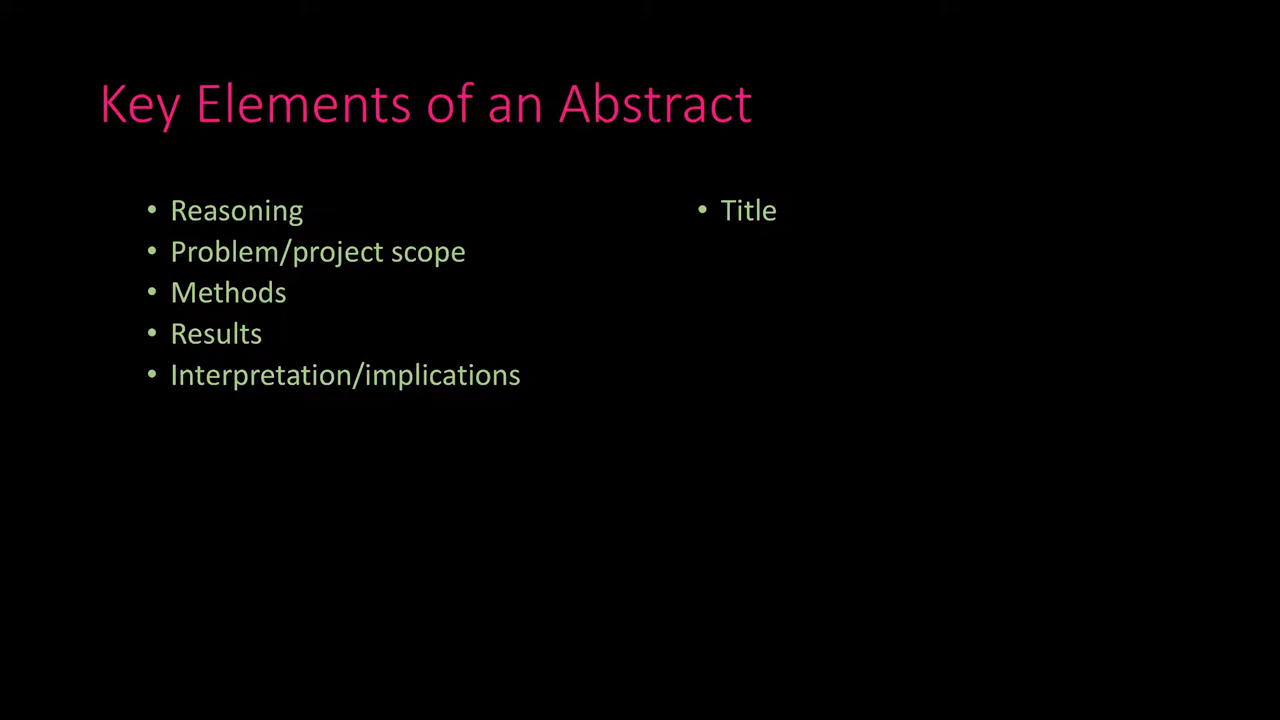 Key Elements of an Abstract
• Reasoning
• Problem/project scope
• Methods
• Results
• Interpretation/implications
• Title